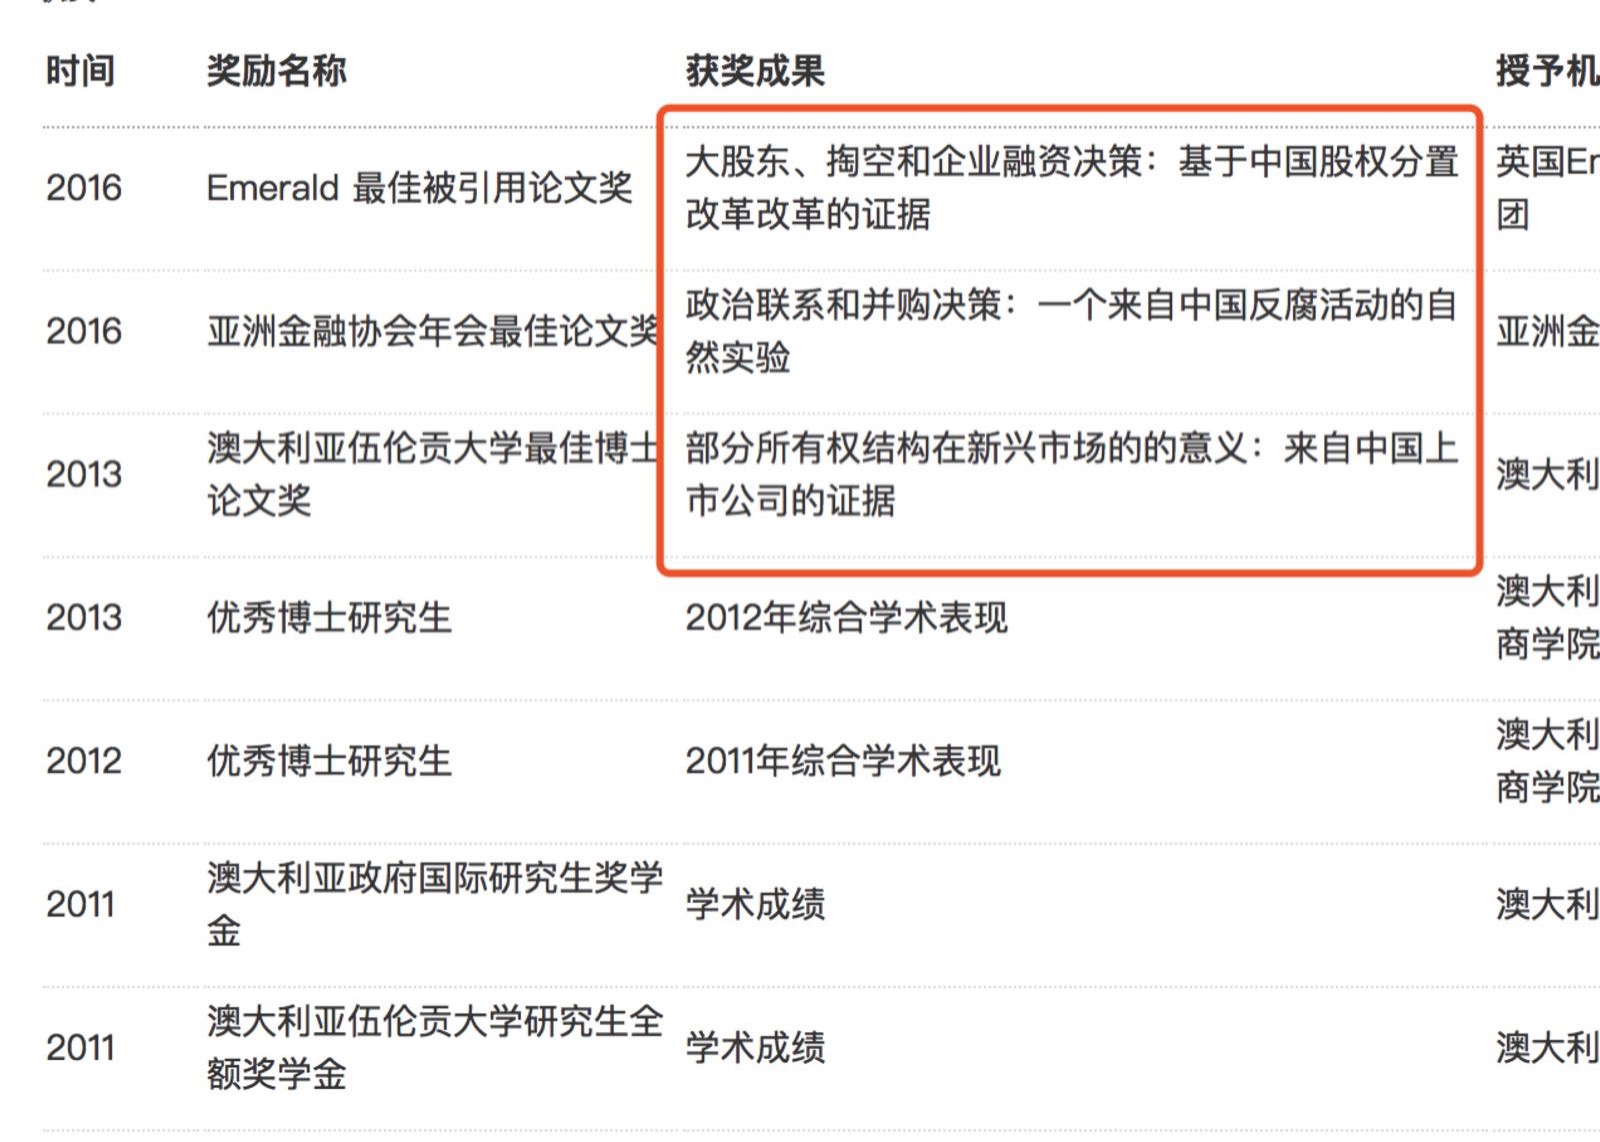 时间 奖励名称 获奖成果 授予机
2016 Emerald 最佳被引用论文奖 大股东、掏空和企业融资决策：基于中国股权分置 英国Er
改革改革的证据 团
2016 亚洲金融协会年会最佳论文奖 政治联系和并购决策：一个来自中国反腐活动的自 亚洲金
然实验
2013 澳大利亚伍伦贡大学最佳博士 部分所有权结构在新兴市场的的意义：来自中国上 澳大利
论文奖 市公司的证据
2013 优秀博士研究生 2012年综合学术表现 澳大利
商学院
2012 优秀博士研究生 2011年综合学术表现 澳大利
商学院
2011 澳大利亚政府国际研究生奖学 学术成绩 澳大利
金
2011 澳大利亚伍伦贡大学研究生全 学术成绩 澳大利
额奖学金